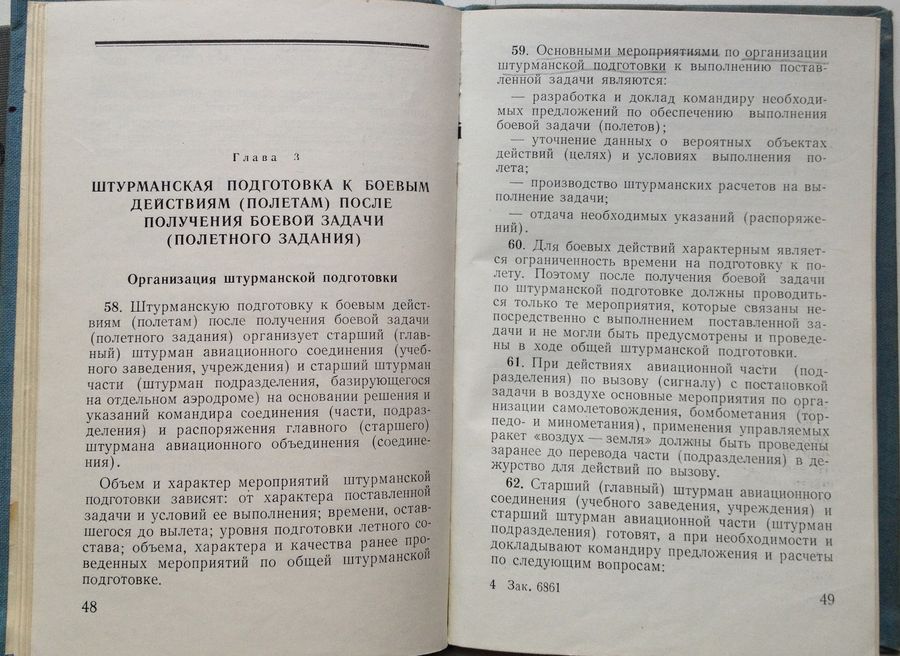 Глава 3
ШТУРМАНСКАЯ ПОДГОТОВКА К БОЕВЫМ
ДЕЙСТВИЯМ (ПОЛЕТАМ) ПОСЛЕ
ПОЛУЧЕНИЯ БОЕВОЙ ЗАДАЧИ
(ПОЛЕТНОГО ЗАДАНИЯ)
Организация штурманской подготовки
58. Штурманскую подготовку к боевым дейст-
виям (полетам) после получения боевой задачи
(полетного задания) организует старший (глав-
ный) штурман авиационного соединения (учеб-
ного заведения, учреждения) и старший штурман
части (штурман подразделения, базирующегося
на отдельном аэродроме) на основании решения и
указаний командира соединения (части, подраз-
деления) и распоряжения главного (старшего)
штурмана авиационного объединения (соедине-
ния).
Объем и характер мероприятий штурманской
подготовки зависят: от характера поставленной
задачи и условий ее выполнения; времени, остав-
шегося до вылета; уровня подготовки летного со-
става; объема, характера и качества ранее про-
веденных мероприятий по общей штурманской
подготовке.
48
59. Основными мероприятиями по организации
штурманской подготовки к выполнению постав-
ленной задачи являются:
— разработка и доклад командиру необходи-
мых предложений по обеспечению выполнения
боевой задачи (полетов);
— уточнение данных о вероятных объектах
действий (целях) и условиях выполнения по-
лета;
— производство штурманских расчетов на вы-
полнение задачи;
— отдача необходимых указаний (распоряже-
ний).
60. Для боевых действий характерным являет-
ся ограниченность времени на подготовку к по-
лету. Поэтому после получения боевой задачи
по штурманской подготовке должны проводить-
ся только те мероприятия, которые связаны не-
посредственно с выполнением поставленной за-
дачи и не могли быть предусмотрены и проведе-
ны в ходе общей штурманской подготовки.
61. При действиях авиационной части (под-
разделения) по вызову (сигналу) с постановкой
задачи в воздухе основные мероприятия по орга-
низации самолетовождения, бомбометания (тор-
педо- и минометания), применения управляемых
ракет «воздух — земля» должны быть проведены
заранее до перевода части (подразделения) в де-
журство для действий по вызову.
62. Старший (главный) штурман авиационного
соединения (учебного заведения, учреждения) и
старший штурман авиационной части (штурман
подразделения) готовят, а при необходимости и
докладывают командиру предложения и расчеты
по следующим вопросам:
4 Зак. 6861
49